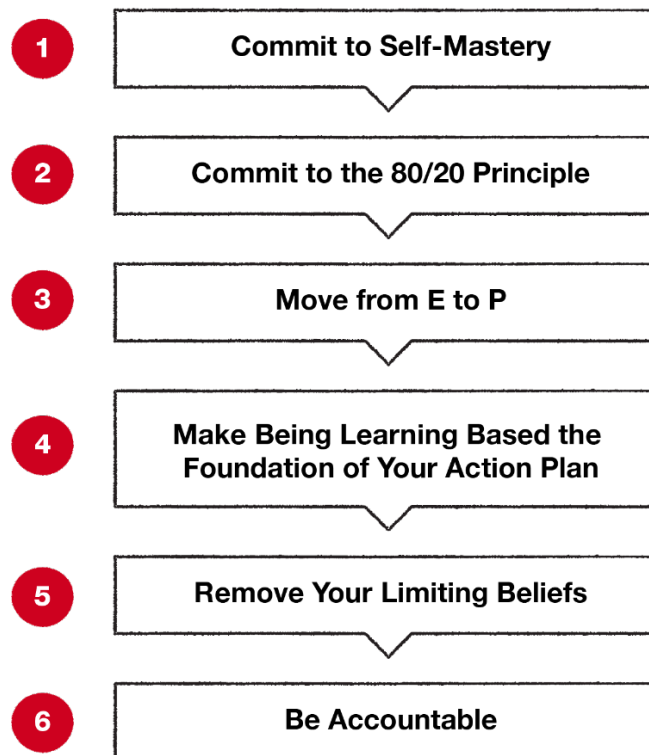 1
Commit to Self-Mastery
2
Commit to the 80/20 Principle
3
Move from E to P
4
Make Being Learning Based the
Foundation of Your Action Plan
5
Remove Your Limiting Beliefs
6
Be Accountable